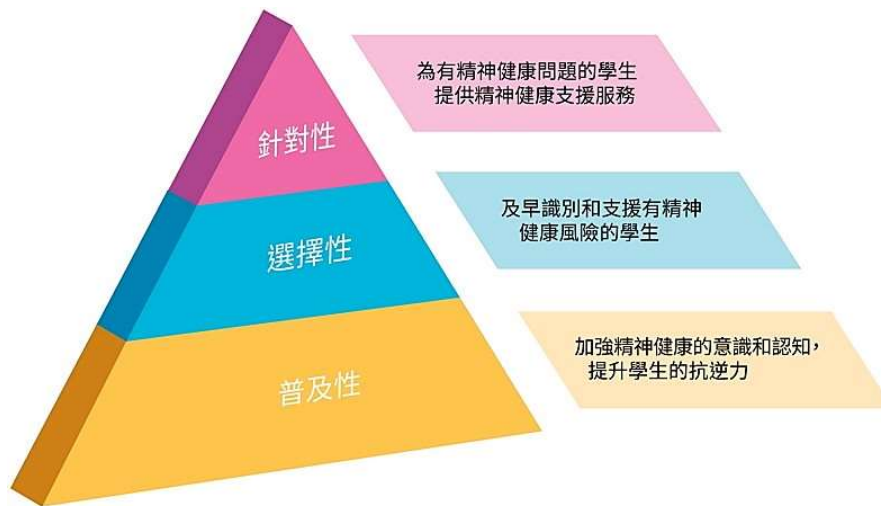 針對性
為有精神健康問題的學生
提供精神健康支援服務
選擇性
及早識別和支援有精神
健康風險的學生
普及性
加強精神健康的意識和認知，
提升學生的抗逆力